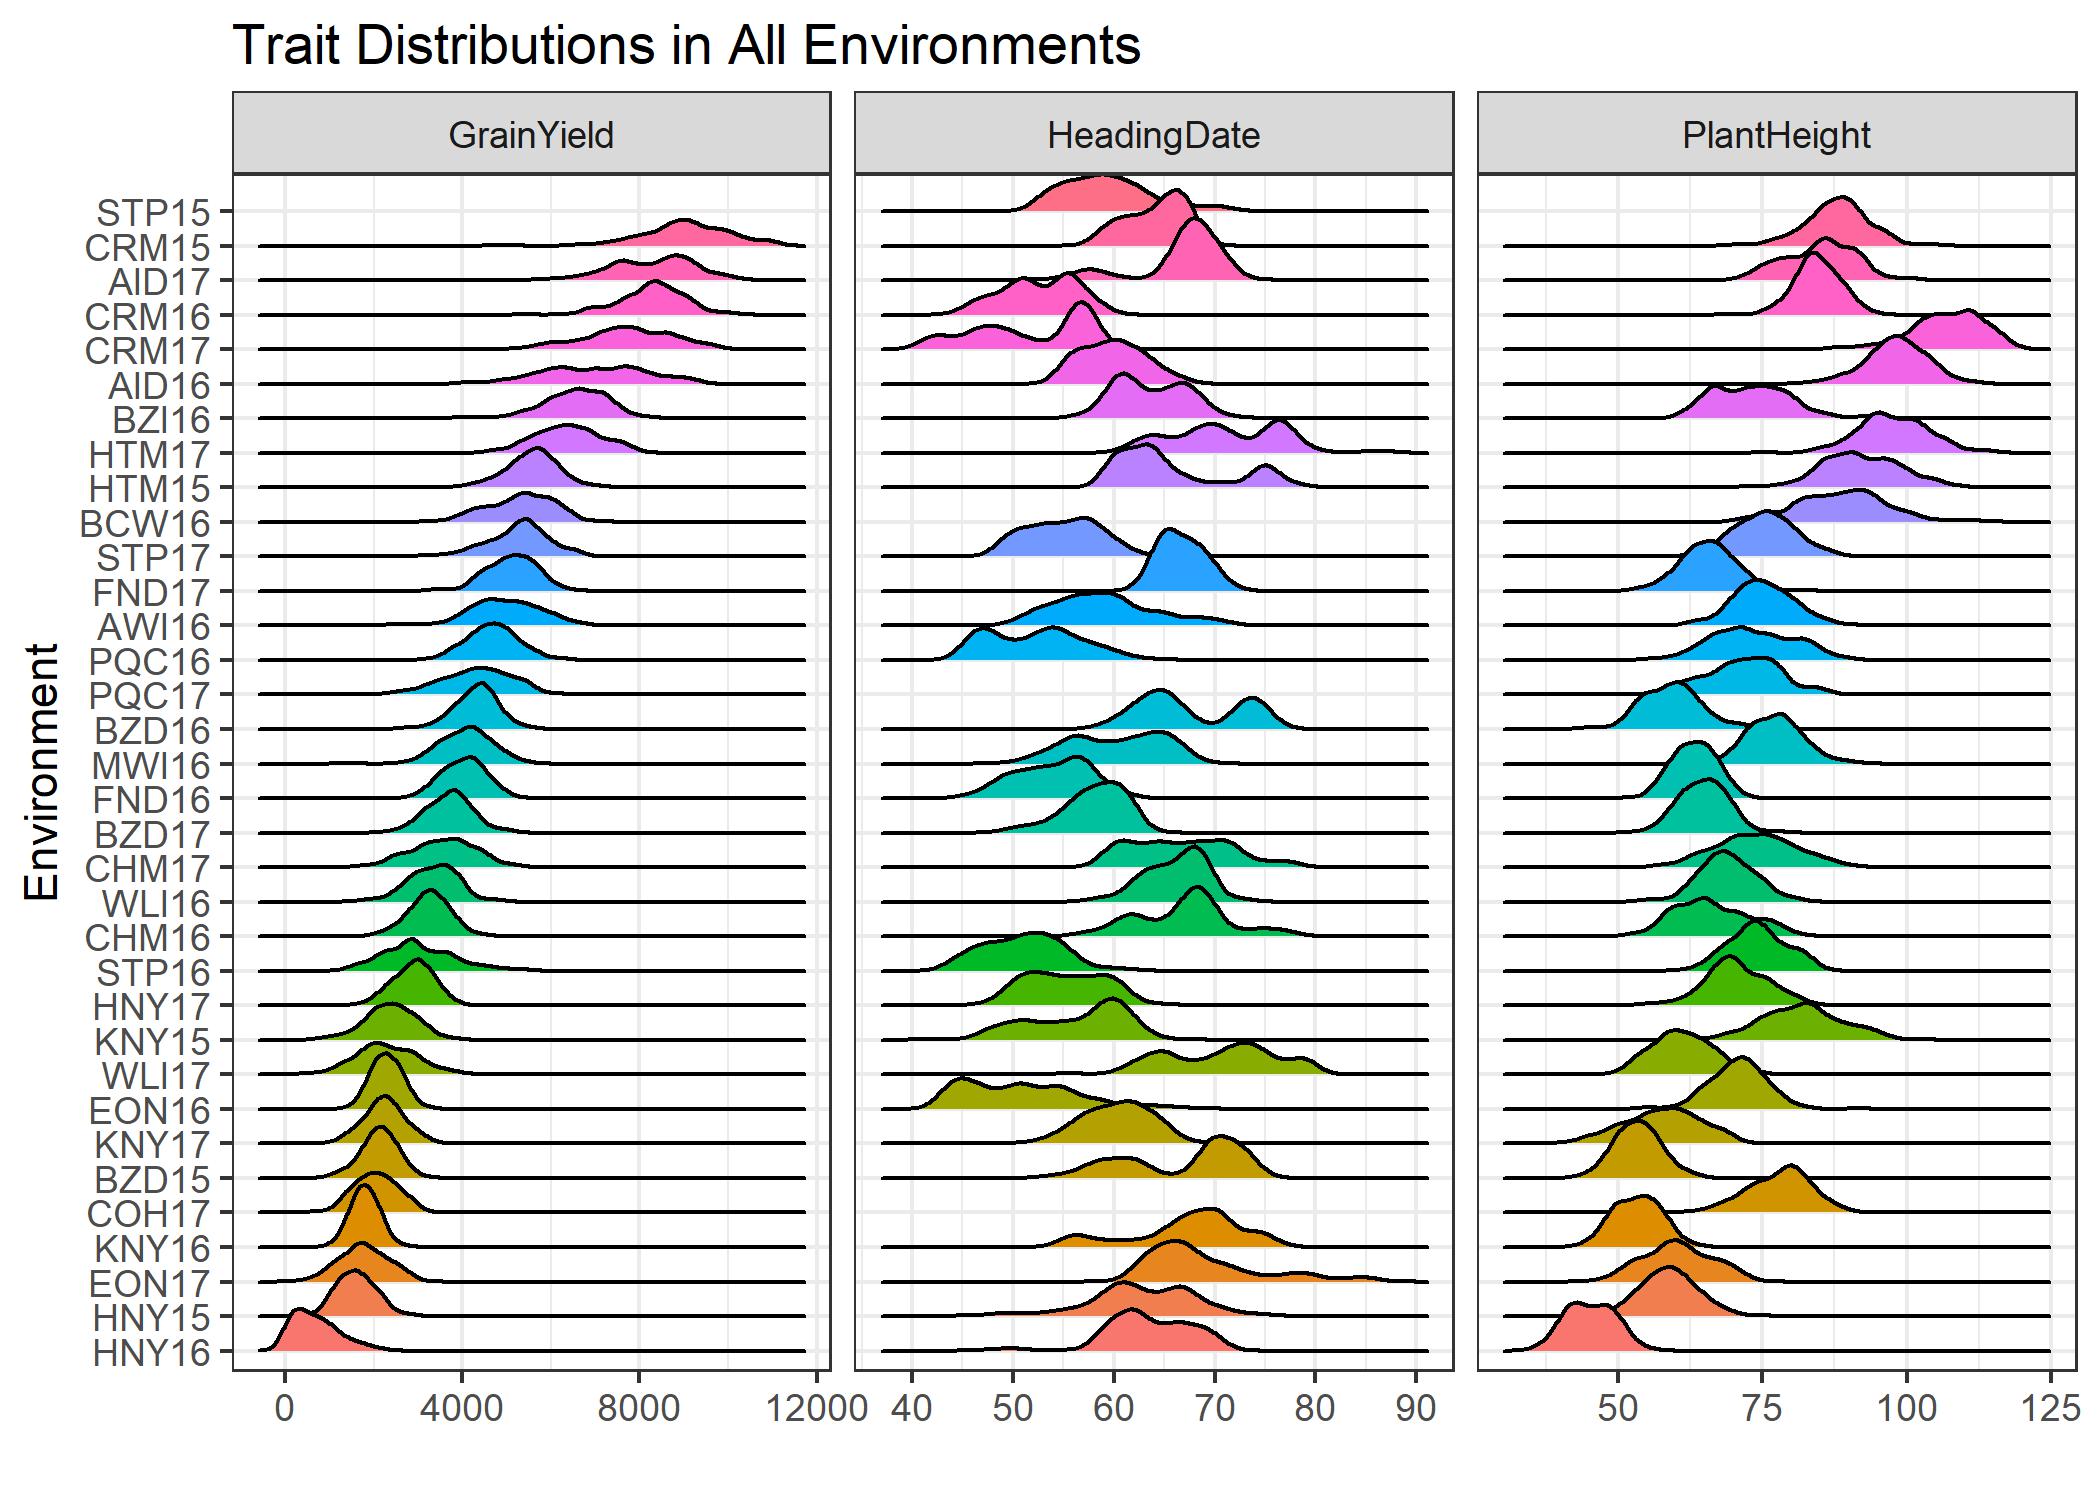 Trait Distributions in All Environments
GrainYield HeadingDate PlantHeight
STP15
CRM15
AID17
CRM16
CRM17
AID16
BZI16
HTM17
HTM15
BCW16
STP17
FND17
AWI16
PQC16
PQC17
BZD16
MWI16
FND16
BZD17
CHM17
WLI16
CHM16
STP16
HNY17
KNY15
WLI17
EON16
KNY17
BZD15
COH17
KNY16
EON17
HNY15
HNY16
Environment
0 4000 8000 12000 40 50 60 70 80 90 50 75 100 125